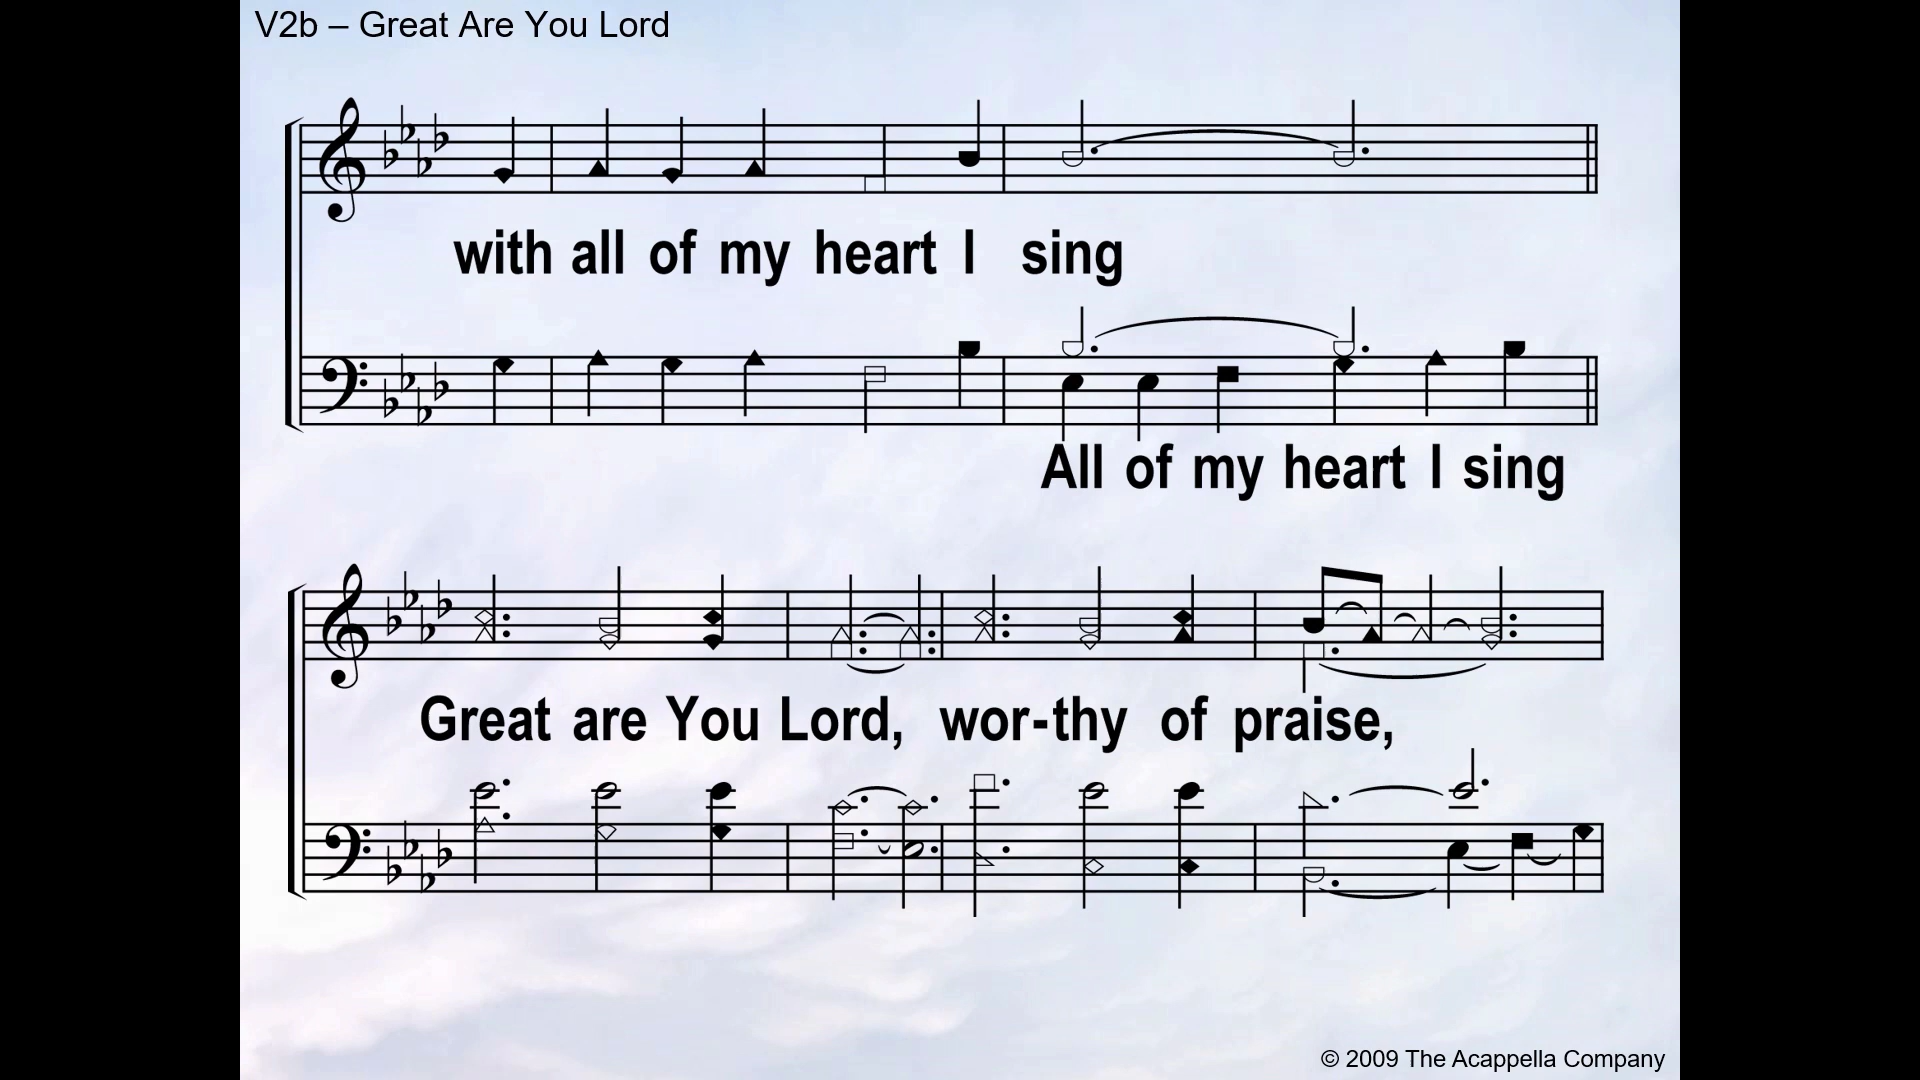 V2b – Great Are You Lord
with all of my heart I sing
All of my heart I sing
Great are You Lord, wor-thy of praise,
© 2009 The Acappella Company